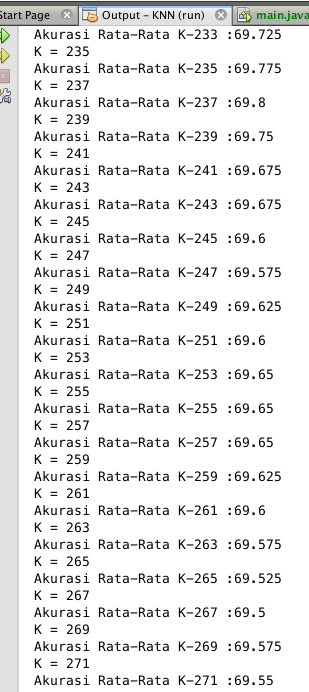 Start Page Output – KNN (run) main.java
Akurasi Rata-Rata K-233 :69.725
K = 235
Akurasi Rata-Rata K-235 :69.775
K = 237
Akurasi Rata-Rata K-237 :69.8
K = 239
Akurasi Rata-Rata K-239 :69.75
K = 241
Akurasi Rata-Rata K-241 :69.675
K = 243
Akurasi Rata-Rata K-243 :69.675
K = 245
Akurasi Rata-Rata K-245 :69.6
K = 247
Akurasi Rata-Rata K-247 :69.575
K = 249
Akurasi Rata-Rata K-249 :69.625
K = 251
Akurasi Rata-Rata K-251 :69.6
K = 253
Akurasi Rata-Rata K-253 :69.65
K = 255
Akurasi Rata-Rata K-255 :69.65
K = 257
Akurasi Rata-Rata K-257 :69.65
K = 259
Akurasi Rata-Rata K-259 :69.625
K = 261
Akurasi Rata-Rata K-261 :69.6
K = 263
Akurasi Rata-Rata K-263 :69.575
K = 265
Akurasi Rata-Rata K-265 :69.525
K = 267
Akurasi Rata-Rata K-267 :69.5
K = 269
Akurasi Rata-Rata K-269 :69.575
K = 271
Akurasi Rata-Rata K-271 :69.55